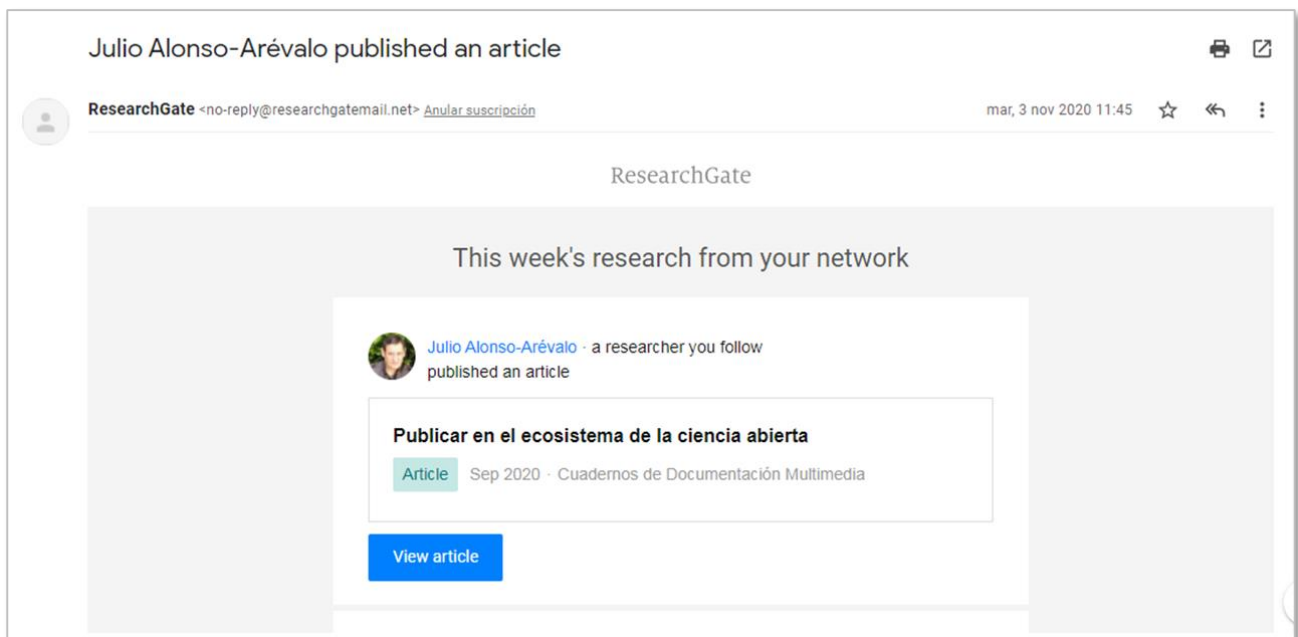 Julio Alonso-Arévalo published an article
ResearchGate <no-reply@researchgatemail.net> Anular suscripción mar, 3 nov 2020 11:45
ResearchGate
This week's research from your network
Julio Alonso-Arévalo · a researcher you follow
published an article
Publicar en el ecosistema de la ciencia abierta
Article Sep 2020 · Cuadernos de Documentación Multimedia
View article